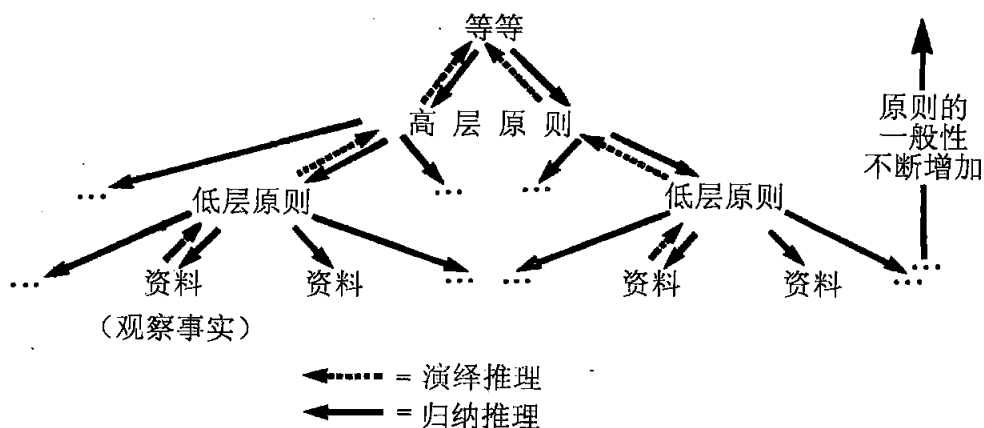 等等
高层原则
原则的
一般性
不断增加
...
...
...
低层原则
低层原则
...
资料
资料
...
...
资料
资料
...
...
（观察事实）
= 演绎推理
= 归纳推理